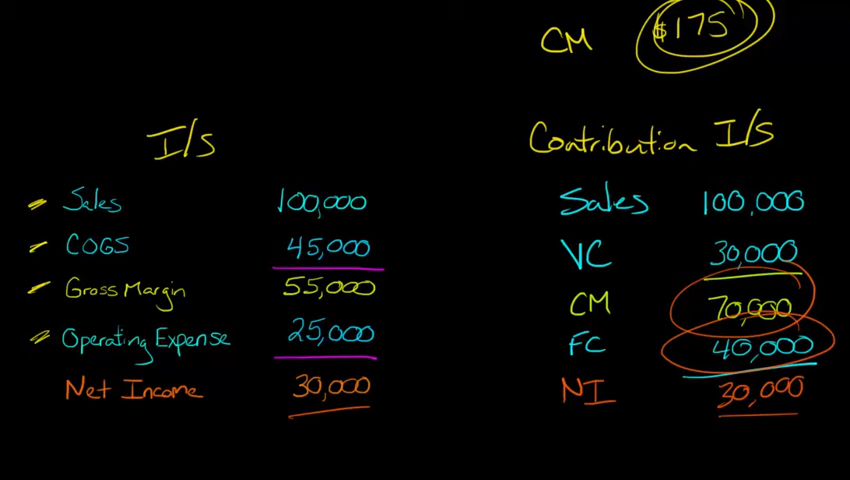 CM $175
I/S
Contribution I/S
Sales 100,000
COGS 45,000
Gross Margin 55,000
Operating Expense 25,000
Net Income 30,000
Sales 100,000
VC 30,000
CM 70,000
FC 40,000
NI 30,000